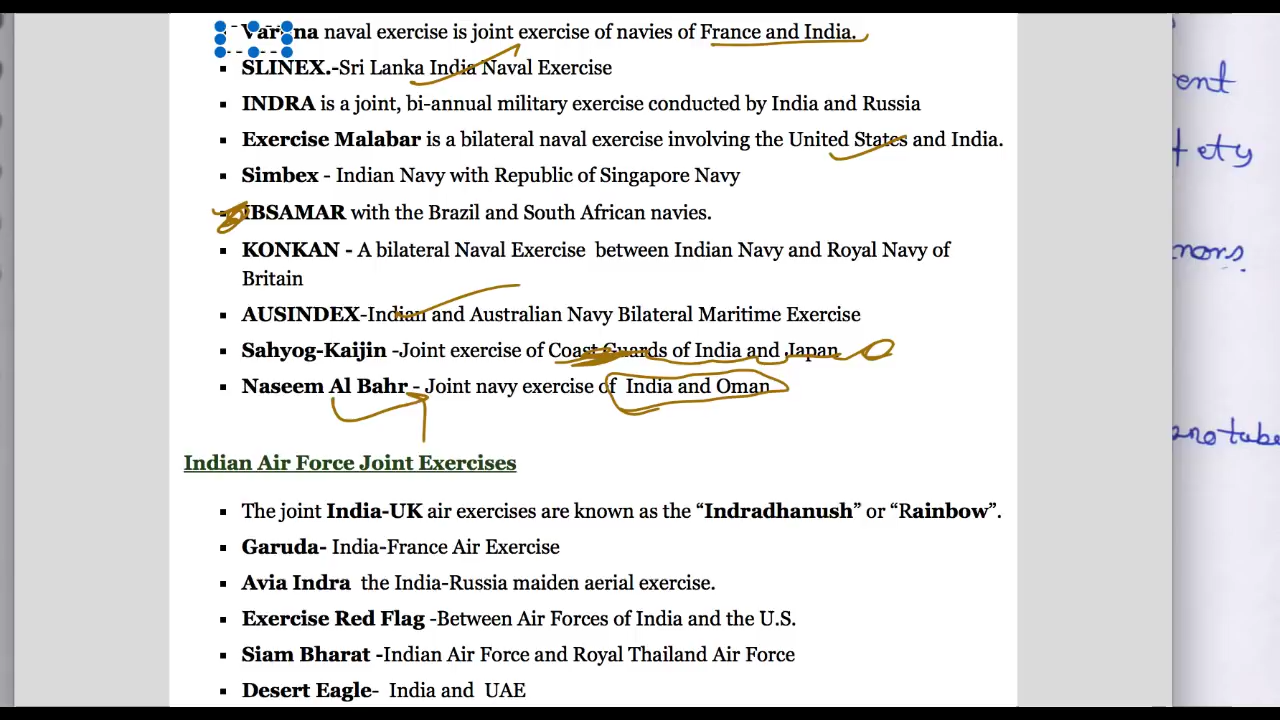 Varuna naval exercise is joint exercise of navies of France and India.
SLINEX.-Sri Lanka India Naval Exercise
INDRA is a joint, bi-annual military exercise conducted by India and Russia
ent
Exercise Malabar is a bilateral naval exercise involving the United States and India.
ety
Simbex - Indian Navy with Republic of Singapore Navy
IBSAMAR with the Brazil and South African navies.
KONKAN - A bilateral Naval Exercise between Indian Navy and Royal Navy of
Britain
AUSINDEX-Indian and Australian Navy Bilateral Maritime Exercise
Sahyog-Kaijin -Joint exercise of Coast Guards of India and Japan
Naseem Al Bahr - Joint navy exercise of India and Oman
Indian Air Force Joint Exercises
The joint India-UK air exercises are known as the “Indradhanush” or “Rainbow”.
Garuda- India-France Air Exercise
Avia Indra the India-Russia maiden aerial exercise.
Exercise Red Flag -Between Air Forces of India and the U.S.
Siam Bharat -Indian Air Force and Royal Thailand Air Force
Desert Eagle- India and UAE